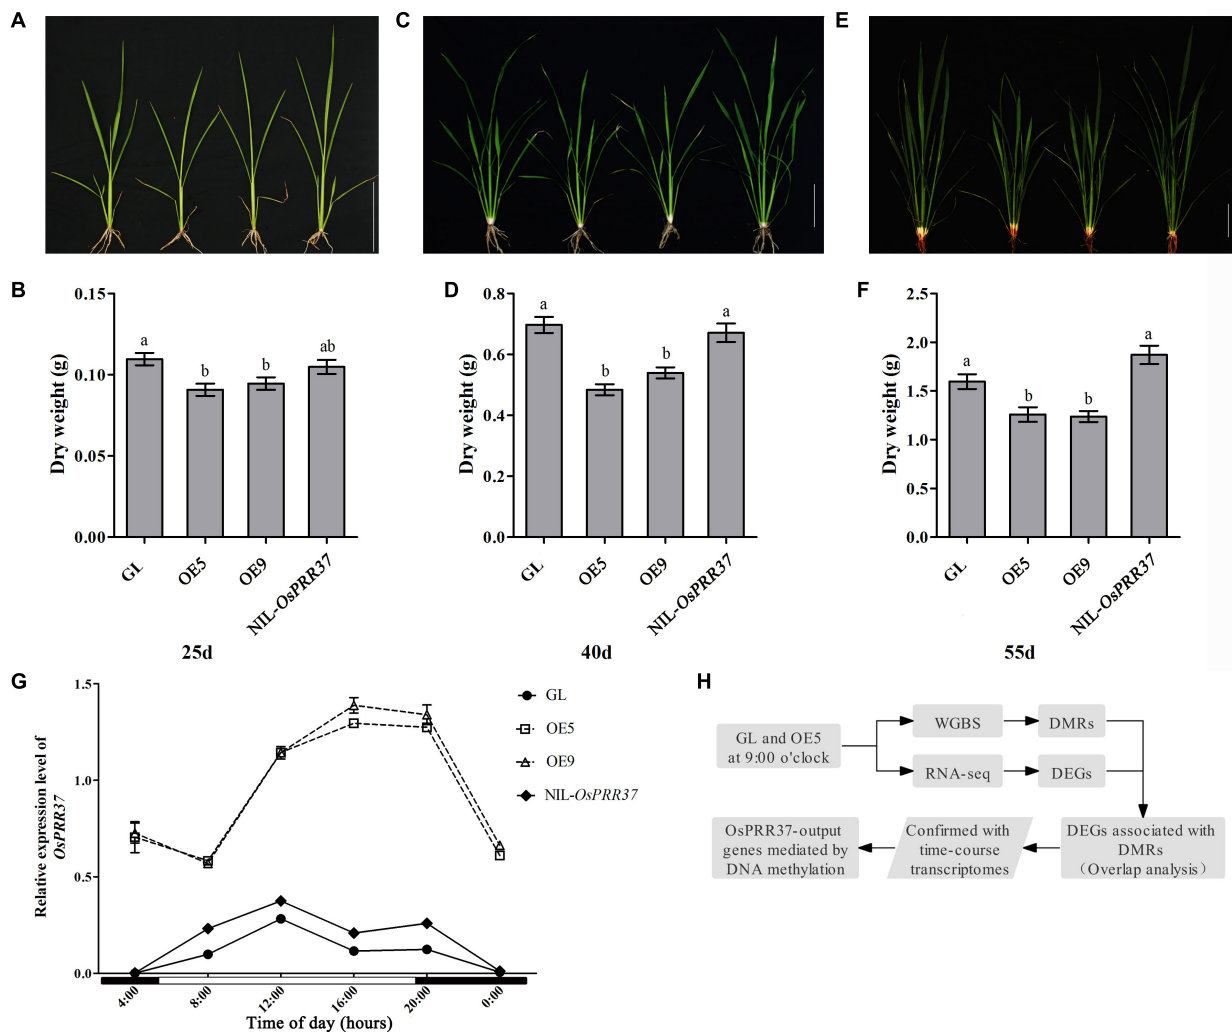 A
C
E
B
0.15
0.10
0.05
0.00
Dry weight (g)
a
b
b
ab
GL
OE5
OE9
NIL-OsPRR37
25d
D
0.8
0.6
0.4
0.2
0.0
Dry weight (g)
a
b
b
a
GL
OE5
OE9
NIL-OsPRR37
40d
F
2.5
2.0
1.5
1.0
0.5
0.0
Dry weight (g)
a
b
b
a
GL
OE5
OE9
NIL-OsPRR37
55d
G
1.5
1.0
0.5
0.0
Relative expression level of
OsPRR37
GL
OE5
OE9
NIL-OsPRR37
4:00
8:00
12:00
16:00
20:00
0:00
Time of day (hours)
H
GL and OE5
at 9:00 o'clock
WGBS
DMRs
RNA-seq
DEGs
DEGs associated with
DMRs
（Overlap analysis）
Confirmed with
time-course
transcriptomes
OsPRR37-output
genes mediated by
DNA methylation